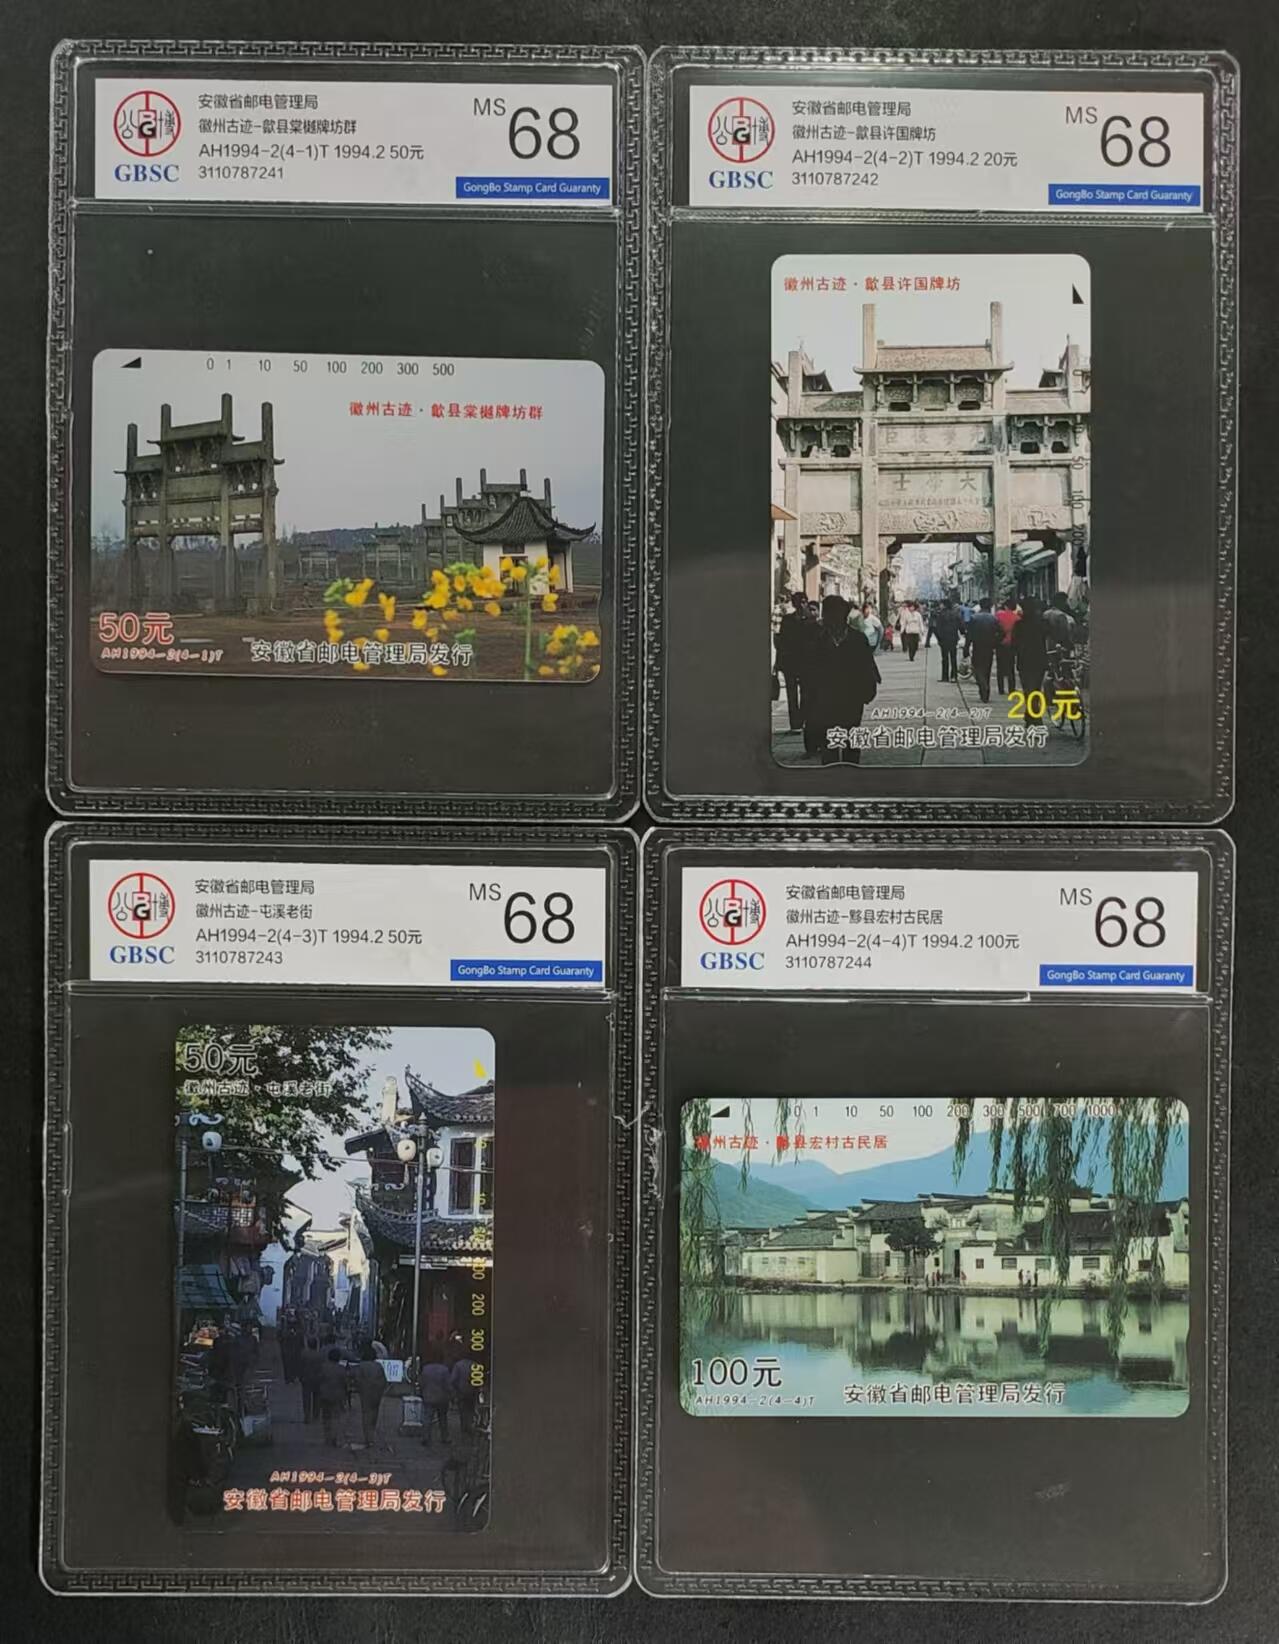 安徽省邮电管理局
徽州古迹-歙县棠樾牌坊群
AH1994-2(4-1)T 1994.2 50元
3110787241
MS 68
GBSC
GongBo Stamp Card Guaranty
0 1 10 50 100 200 300 500
徽州古迹·歙县棠樾牌坊群
50元
AH1994-2(4-1)T
安徽省邮电管理局发行
安徽省邮电管理局
徽州古迹-歙县许国牌坊
AH1994-2(4-2)T 1994.2 20元
3110787242
MS 68
GBSC
GongBo Stamp Card Guaranty
徽州古迹·歙县许国牌坊
士學大
50
100
20元
AH1994-2(4-2)T
安徽省邮电管理局发行
安徽省邮电管理局
徽州古迹-屯溪老街
AH1994-2(4-3)T 1994.2 50元
3110787243
MS 68
GBSC
GongBo Stamp Card Guaranty
50元
徽州古迹·屯溪老街
200 300 500
AH1994-2(4-3)T
安徽省邮电管理局发行
安徽省邮电管理局
徽州古迹-黟县宏村古民居
AH1994-2(4-4)T 1994.2 100元
3110787244
MS 68
GBSC
GongBo Stamp Card Guaranty
0 1 10 50 100 200 300 500 700 1000
徽州古迹·黟县宏村古民居
100元
AH1994-2(4-4)T
安徽省邮电管理局发行